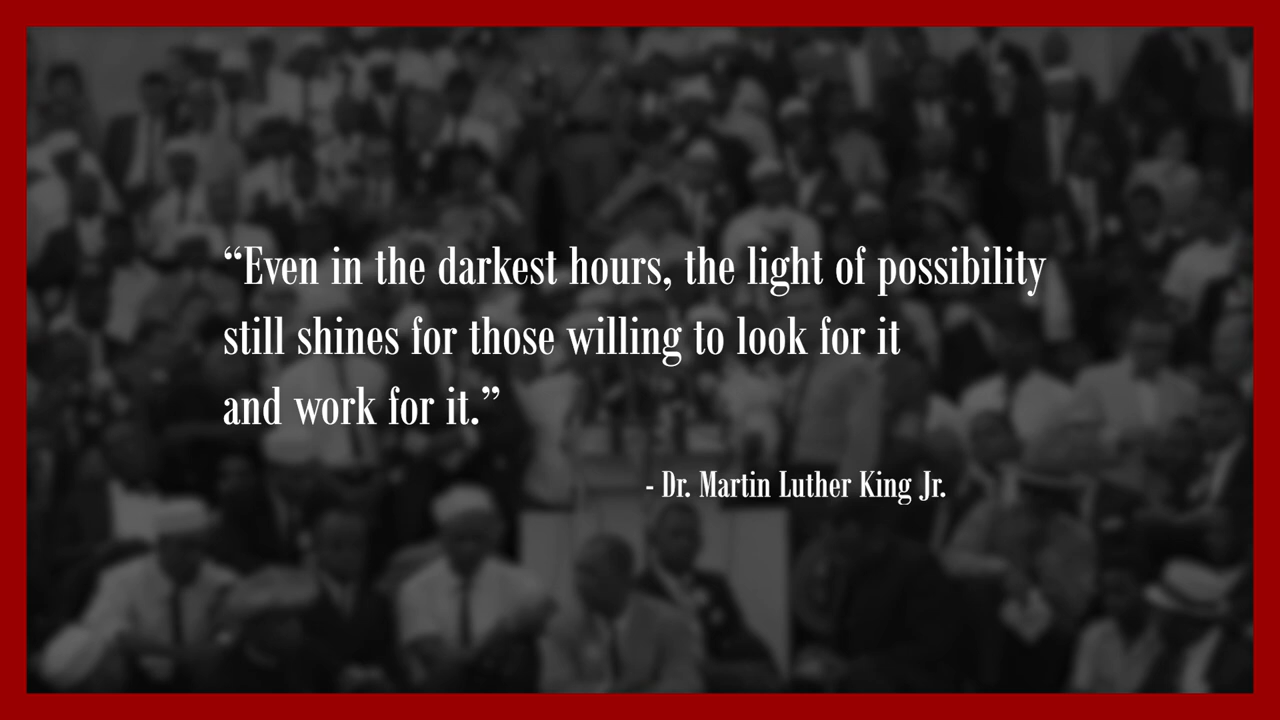 “Even in the darkest hours, the light of possibility
still shines for those willing to look for it
and work for it.”
- Dr. Martin Luther King Jr.